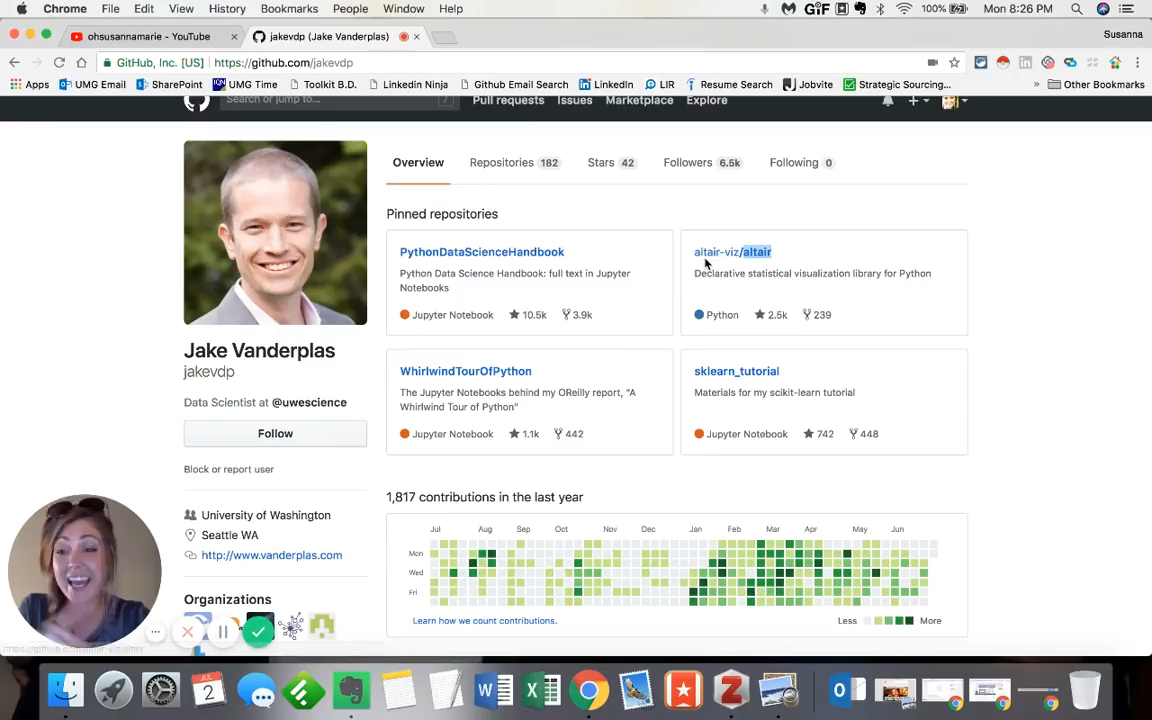 Chrome File Edit View History Bookmarks People Window Help GIF 100% Mon 8:26 PM
ohsusannamarie - YouTube × jakevdp (Jake Vanderplas) × Susanna
GitHub, Inc. [US] https://github.com/jakevdp
Apps UMG Email SharePoint UMG Time Toolkit B.D. Linkedin Ninja Github Email Search LinkedIn LIR Resume Search Jobvite Strategic Sourcing... » Other Bookmarks
Search or jump to... / Pull requests Issues Marketplace Explore
Overview Repositories 182 Stars 42 Followers 6.5k Following 0
Pinned repositories
PythonDataScienceHandbook
Python Data Science Handbook: full text in Jupyter
Notebooks
Jupyter Notebook 10.5k 3.9k
altair-viz/altair
Declarative statistical visualization library for Python
Python 2.5k 239
WhirlwindTourOfPython
The Jupyter Notebooks behind my OReilly report, "A
Whirlwind Tour of Python"
Jupyter Notebook 1.1k 442
sklearn_tutorial
Materials for my scikit-learn tutorial
Jupyter Notebook 742 448
Jake Vanderplas
jakevdp
Data Scientist at @uwescience
Follow
Block or report user
University of Washington
Seattle WA
http://www.vanderplas.com
Organizations
1,817 contributions in the last year
Jul Aug Sep Oct Nov Dec Jan Feb Mar Apr May Jun
Mon
Wed
Fri
Learn how we count contributions. Less More
JUL
2